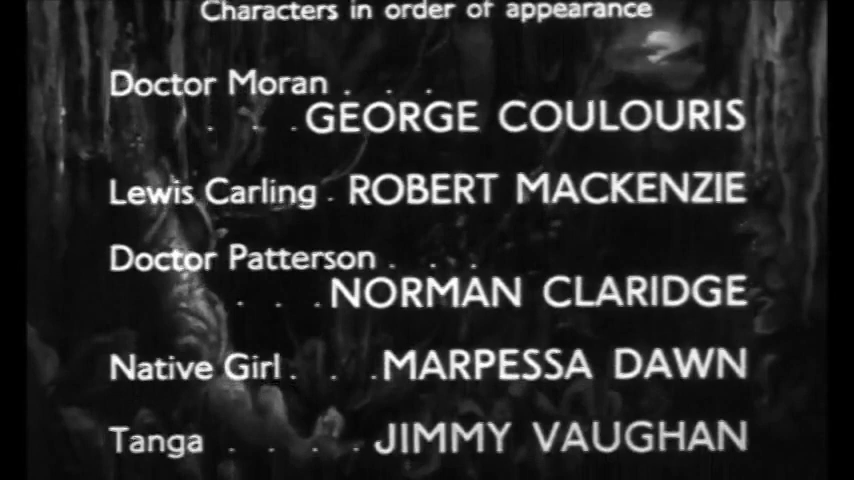 Characters in order of appearance
Doctor Moran . . .
. . . GEORGE COULOURIS
Lewis Carling . ROBERT MACKENZIE
Doctor Patterson . . .
. . . NORMAN CLARIDGE
Native Girl . . . MARPESSA DAWN
Tanga . . . . JIMMY VAUGHAN